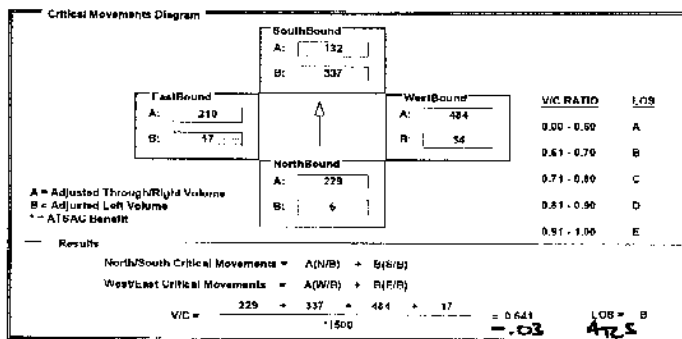 Critical Movements Diagram
SouthBound
A: 132
B: 337
EastBound
A: 210
B: 17
WestBound
A: 484
B: 54
NorthBound
A: 229
B: 6
V/C RATIO LOS
0.00 - 0.60 A
0.61 - 0.70 B
0.71 - 0.80 C
0.81 - 0.90 D
0.91 - 1.00 E
A = Adjusted Through/Right Volume
B = Adjusted Left Volume
* = ATSAC Benefit
Results
North/South Critical Movements = A(N/B) + B(S/B)
West/East Critical Movements = A(W/B) + B(E/B)
V/C = 229 + 337 + 484 + 17 = 0.641 LOS = B
*1500
-.03